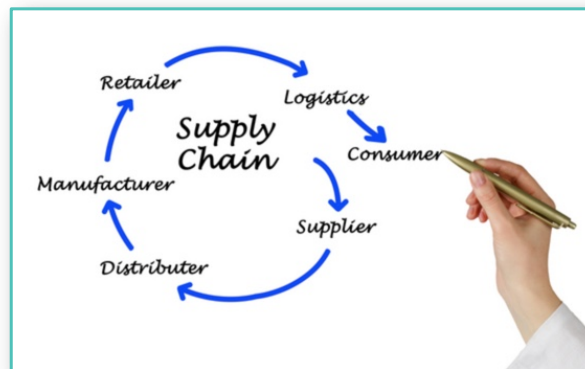 Retailer
Logistics
Supply
Chain
Consumer
Manufacturer
Supplier
Distributer